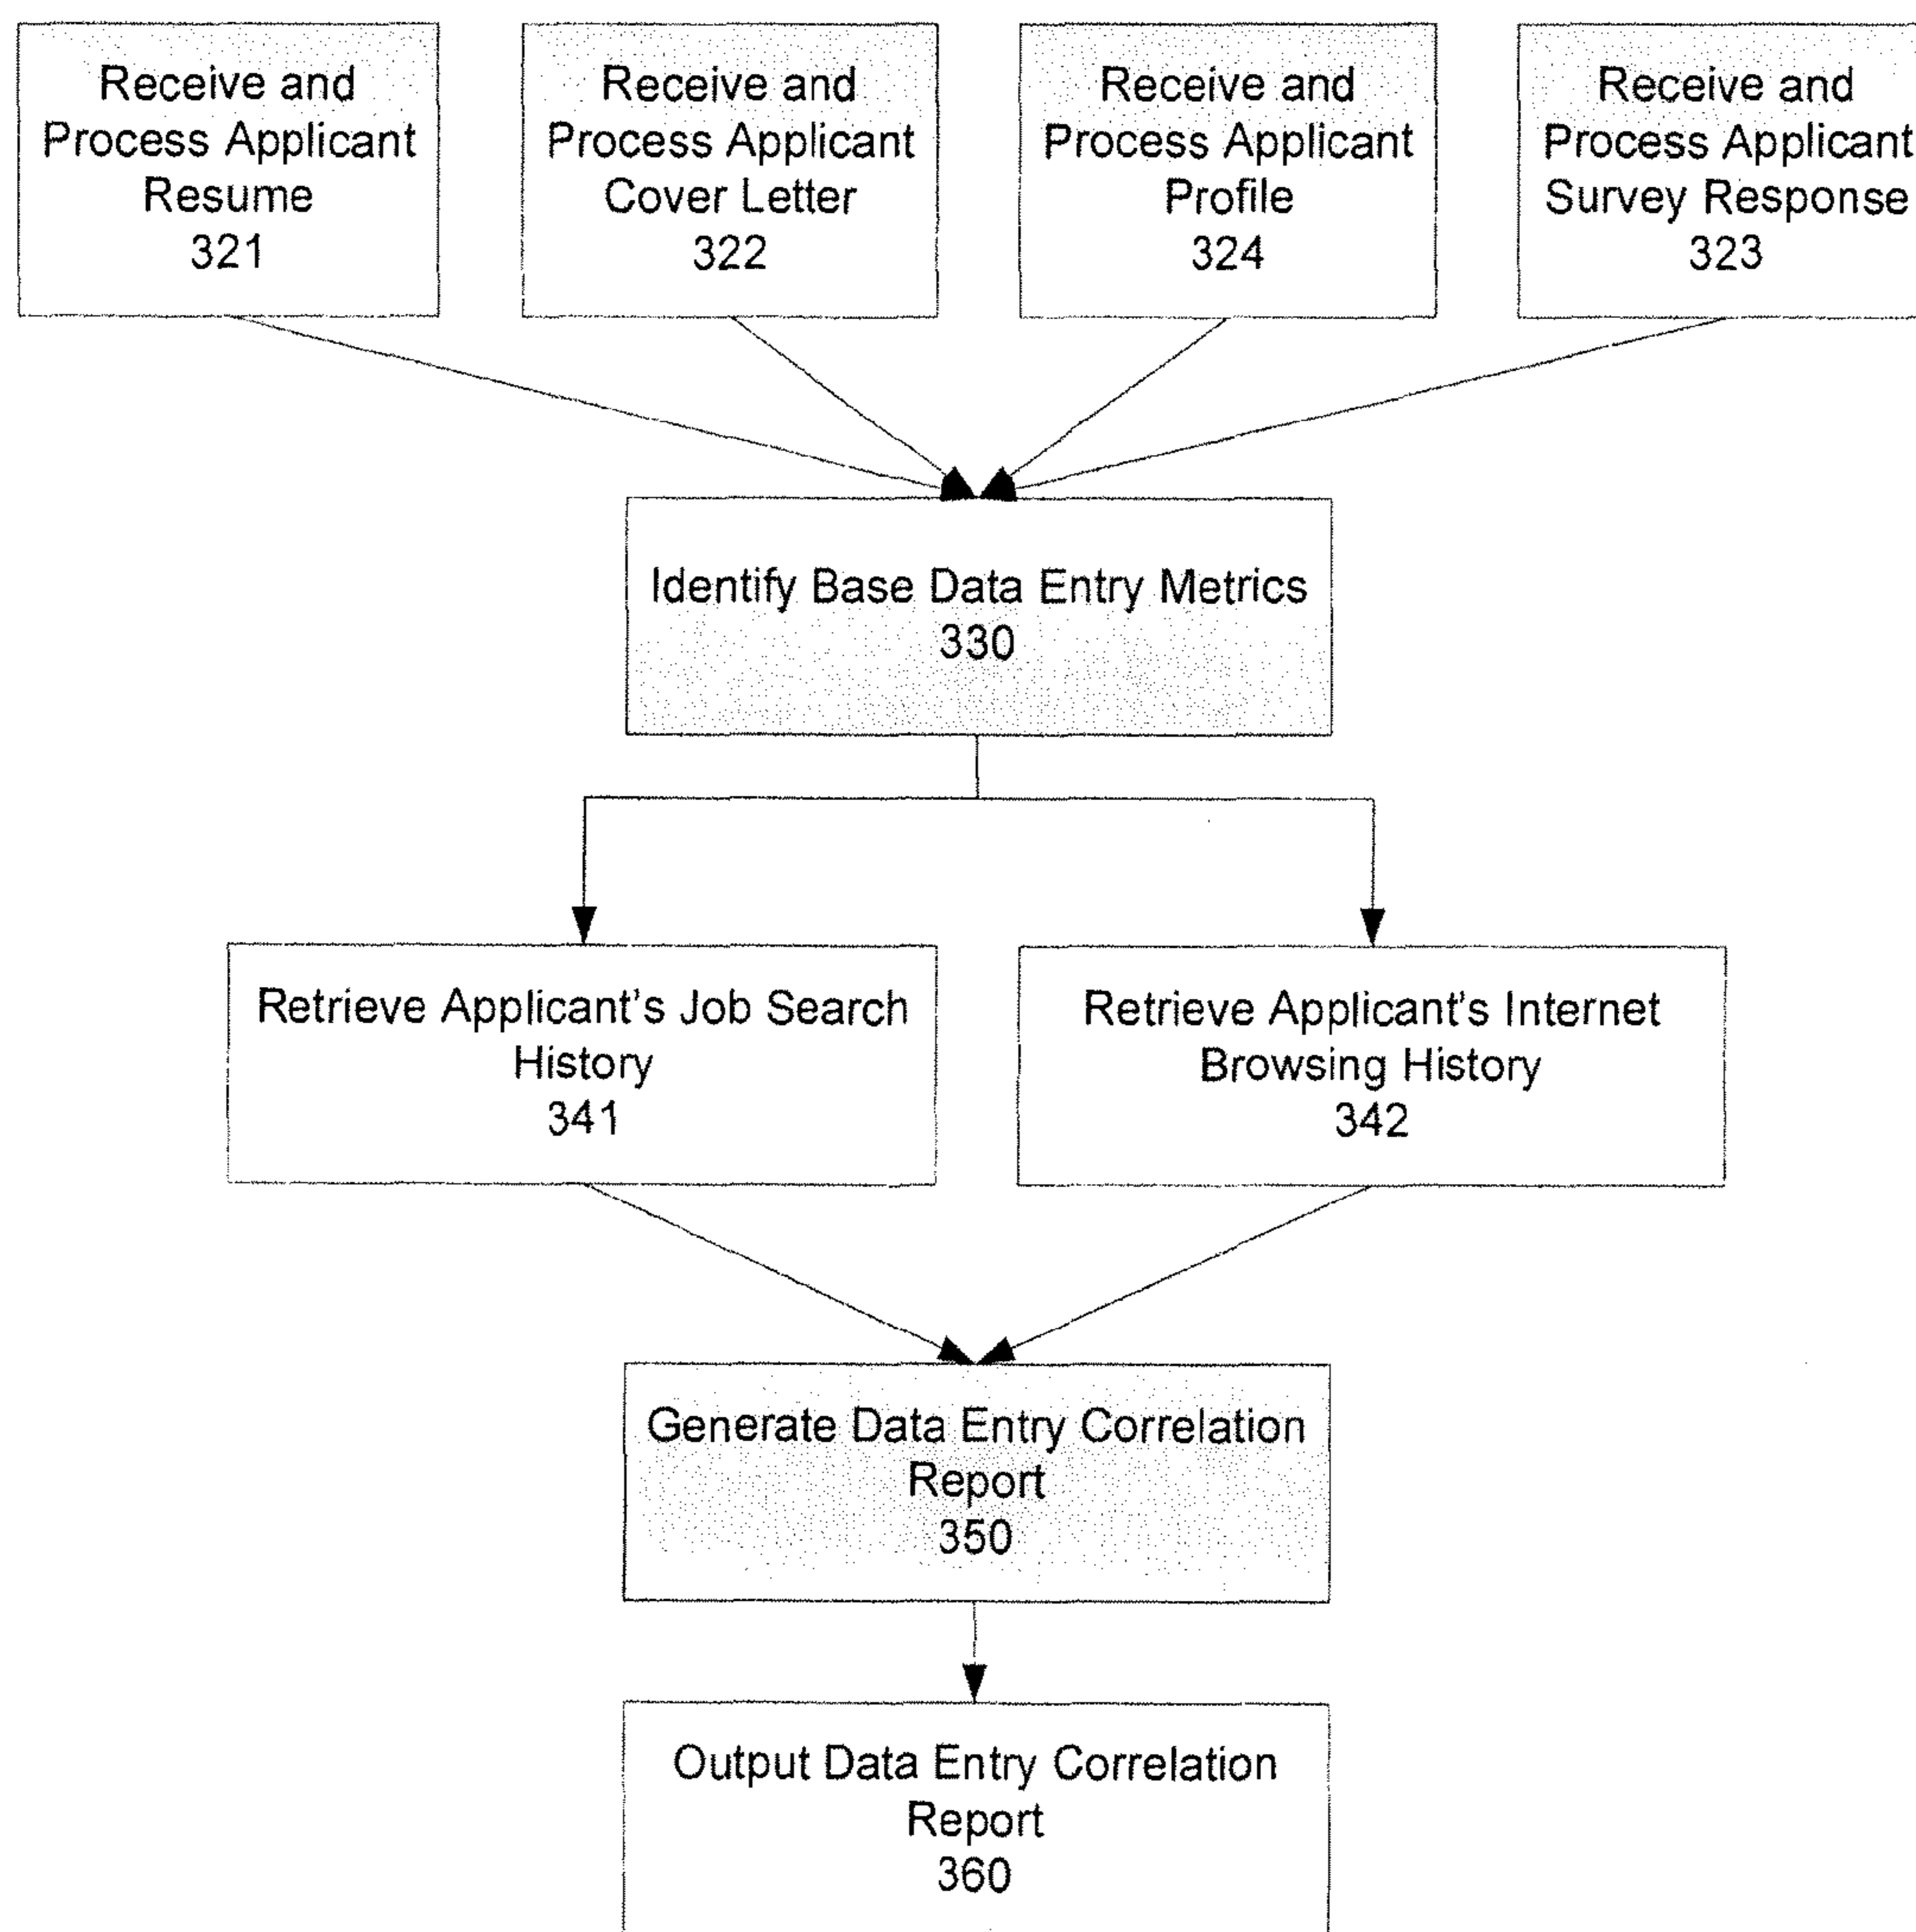 Receive and
Process Applicant
Resume
321
Receive and
Process Applicant
Cover Letter
322
Receive and
Process Applicant
Profile
324
Receive and
Process Applicant
Survey Response
323
Identify Base Data Entry Metrics
330
Retrieve Applicant's Job Search
History
341
Retrieve Applicant's Internet
Browsing History
342
Generate Data Entry Correlation
Report
350
Output Data Entry Correlation
Report
360